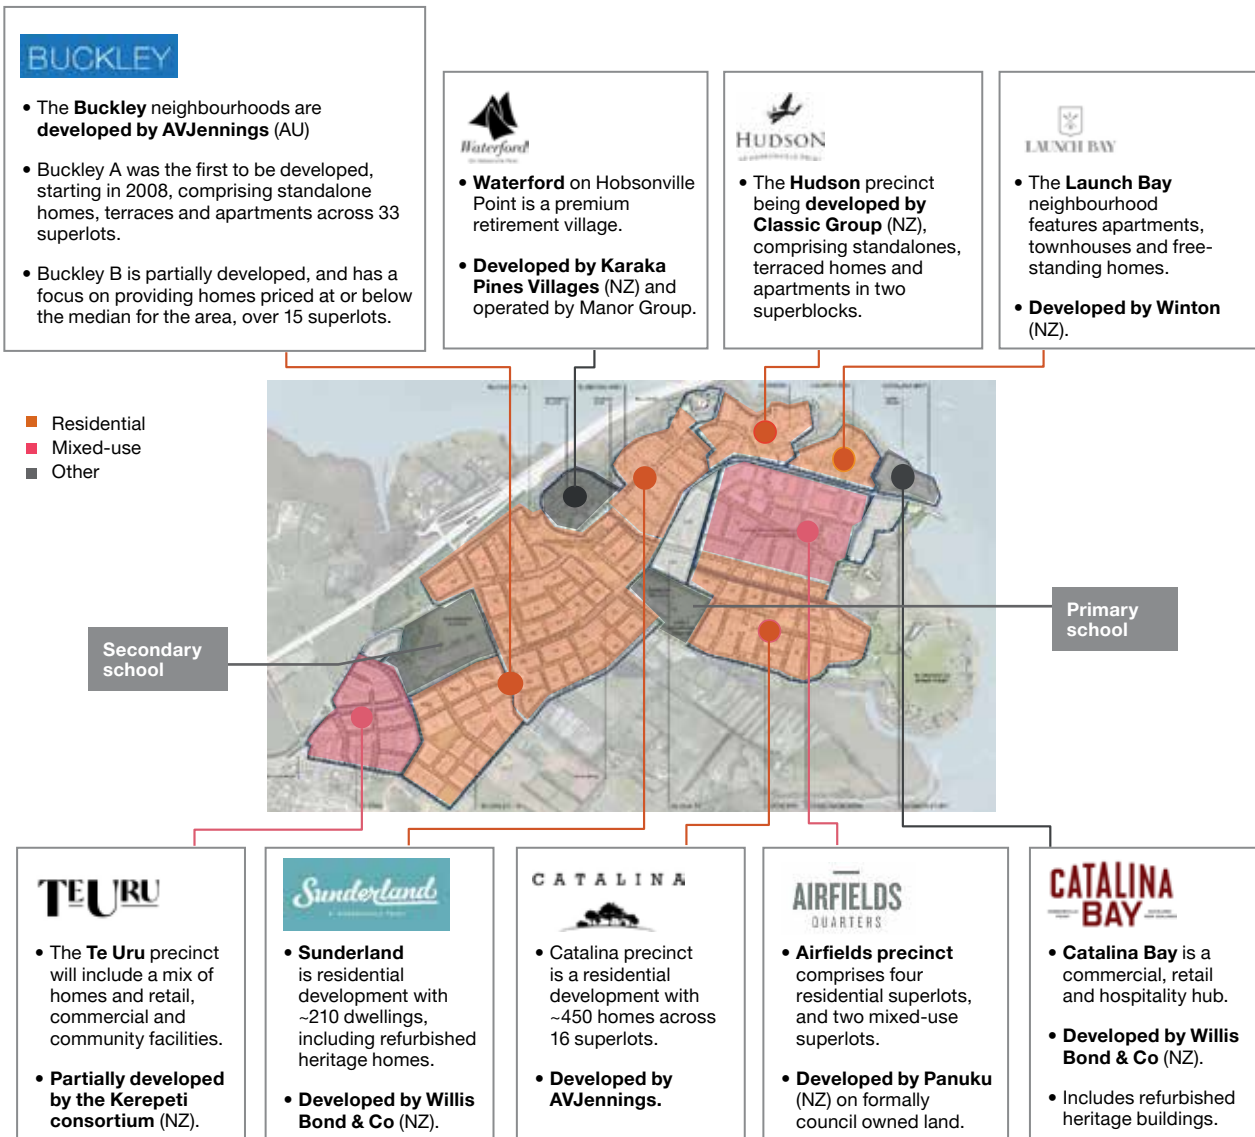 BUCKLEY
• The Buckley neighbourhoods are
developed by AVJennings (AU)
• Buckley A was the first to be developed,
starting in 2008, comprising standalone
homes, terraces and apartments across 33
superlots.
• Buckley B is partially developed, and has a
focus on providing homes priced at or below
the median for the area, over 15 superlots.
Waterford
• Waterford on Hobsonville
Point is a premium
retirement village.
• Developed by Karaka
Pines Villages (NZ) and
operated by Manor Group.
HUDSON
• The Hudson precinct
being developed by
Classic Group (NZ),
comprising standalones,
terraced homes and
apartments in two
superblocks.
LAUNCH BAY
• The Launch Bay
neighbourhood
features apartments,
townhouses and free-
standing homes.
• Developed by Winton
(NZ).
Residential
Mixed-use
Other
Secondary
school
Primary
school
TE URU
• The Te Uru precinct
will include a mix of
homes and retail,
commercial and
community facilities.
• Partially developed
by the Kerepeti
consortium (NZ).
Sunderland
• Sunderland
is residential
development with
~210 dwellings,
including refurbished
heritage homes.
• Developed by Willis
Bond & Co (NZ).
CATALINA
• Catalina precinct
is a residential
development with
~450 homes across
16 superlots.
• Developed by
AVJennings.
AIRFIELDS
QUARTERS
• Airfields precinct
comprises four
residential superlots,
and two mixed-use
superlots.
• Developed by Panuku
(NZ) on formally
council owned land.
CATALINA
BAY
• Catalina Bay is a
commercial, retail
and hospitality hub.
• Developed by Willis
Bond & Co (NZ).
• Includes refurbished
heritage buildings.